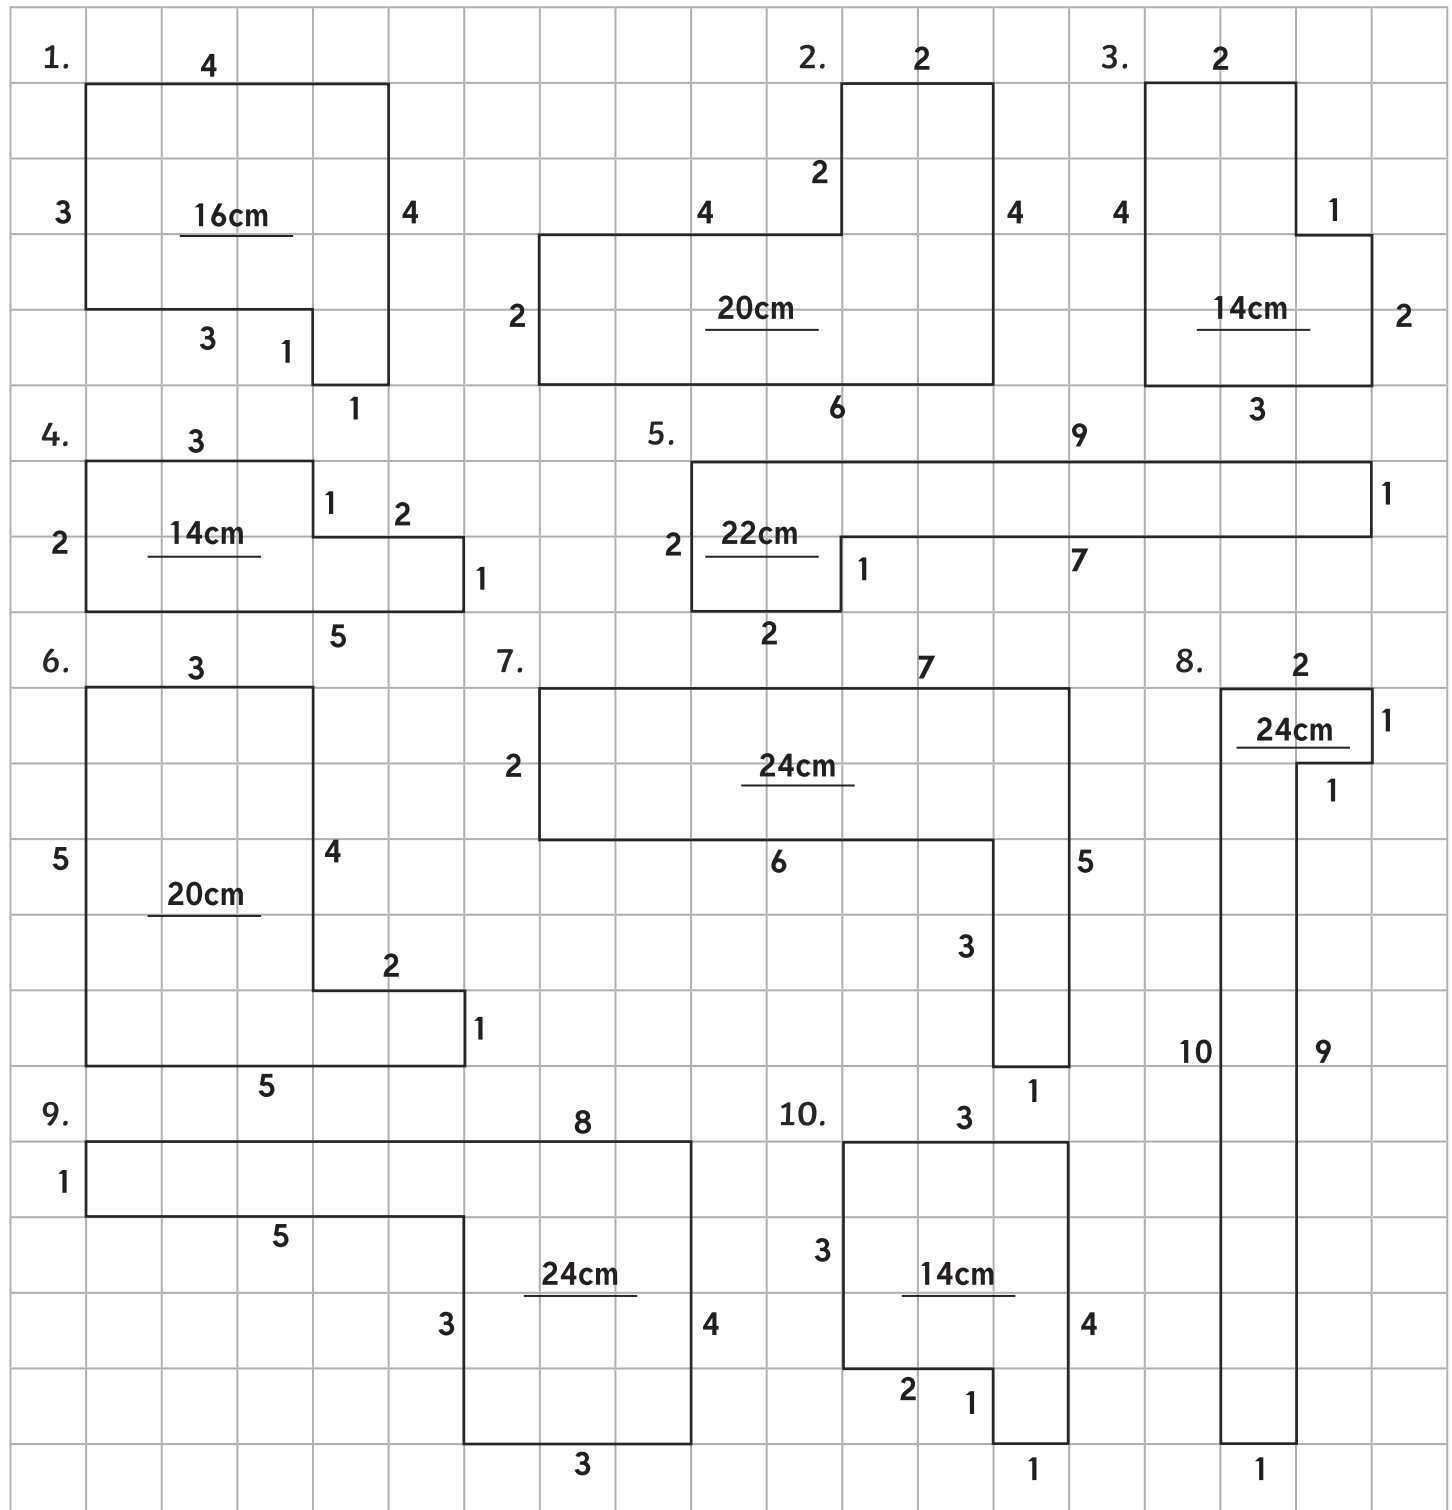 1. 4 2. 2 3. 2
2
3 16cm 4 4 4 4 1
2 20cm 14cm 2
3 1
1 6 3
4. 3 5. 9
1 2 1
2 14cm 2 22cm
1 1 7
5 2
6. 3 7. 7 8. 2
24cm 1
2 24cm 1
5 4 6 5
20cm
3
2
1 10 9
5 1
9. 8 10. 3
1
5 3
24cm 14cm
3 4 4
2 1
3 1 1